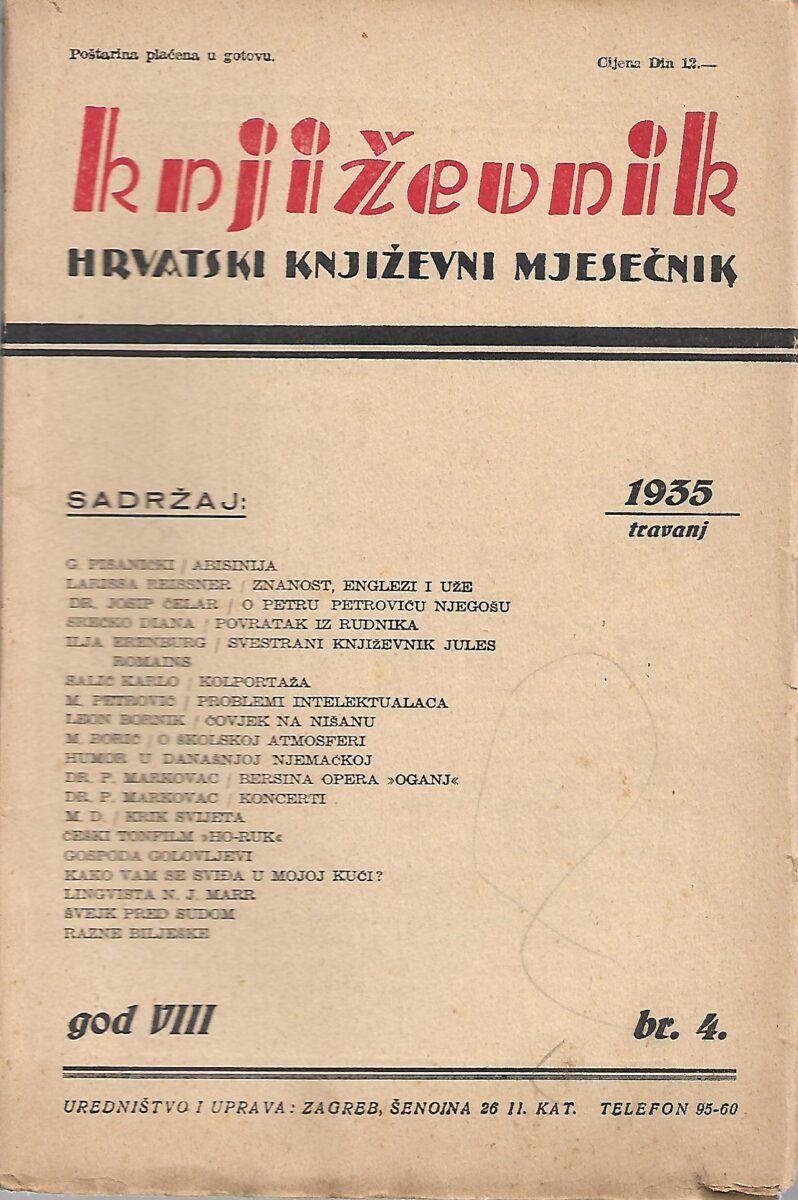 Poštarina plaćena u gotovu.
Cijena Din 12.—
književnik
HRVATSKI KNJIŽEVNI MJESEČNIK
SADRŽAJ:
1935
travanj
G. PISANIČKI / ABISINIJA
LARISSA REISSNER / ZNANOST, ENGLEZI I UŽE
DR. JOSIP ČELAR / O PETRU PETROVIĆU NJEGOŠU
SREĆKO DIANA / POVRATAK IZ RUDNIKA
ILJA ERENBURG / SVESTRANI KNJIŽEVNIK JULES
ROMAINS
SALIĆ KARLO / KOLPORTAŽA
M. PETROVIĆ / PROBLEMI INTELEKTUALACA
LEON BORNIK / ČOVJEK NA NIŠANU
M. BORIĆ / O ŠKOLSKOJ ATMOSFERI
HUMOR U DANAŠNJOJ NJEMAČKOJ
DR. P. MARKOVAC / BERSINA OPERA »OGANJ«
DR. P. MARKOVAC / KONCERTI
M. D. / KRIK SVIJETA
ČEŠKI TONFILM »HO-RUK«
GOSPODA GOLOVLJEVI
KAKO VAM SE SVIĐA U MOJOJ KUĆI?
LINGVISTA N. J. MARR
ŠVEJK PRED SUDOM
RAZNE BILJEŠKE
god VIII
br. 4.
UREDNIŠTVO I UPRAVA: ZAGREB, ŠENOINA 26 II. KAT. TELEFON 95-60